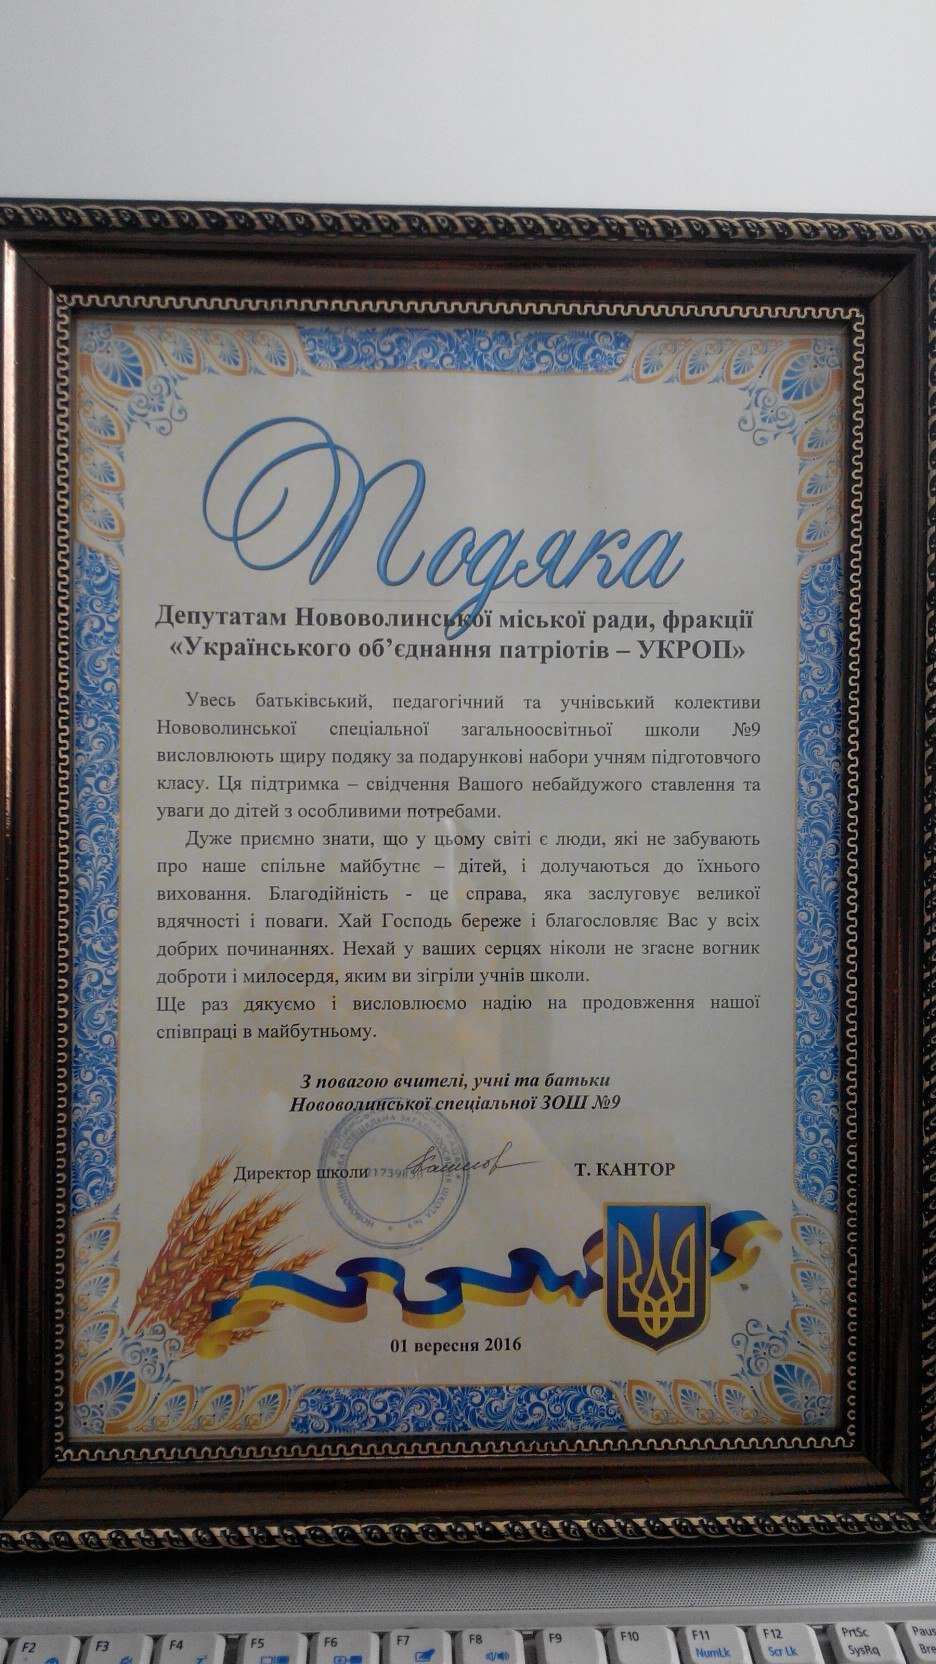 Подяка
Депутатам Нововолинської міської ради, фракції
«Українського об’єднання патріотів – УКРОП»
Увесь батьківський, педагогічний та учнівський колективи
Нововолинської спеціальної загальноосвітньої школи №9
висловлюють щиру подяку за подарункові набори учням підготовчого
класу. Ця підтримка – свідчення Вашого небайдужого ставлення та
уваги до дітей з особливими потребами.
Дуже приємно знати, що у цьому світі є люди, які не забувають
про наше спільне майбутнє – дітей, і долучаються до їхнього
виховання. Благодійність - це справа, яка заслуговує великої
вдячності і поваги. Хай Господь береже і благословляє Вас у всіх
добрих починаннях. Нехай у ваших серцях ніколи не згасне вогник
доброти і милосердя, яким ви зігріли учнів школи.
Ще раз дякуємо і висловлюємо надію на продовження нашої
співпраці в майбутньому.
З повагою вчителі, учні та батьки
Нововолинської спеціальної ЗОШ №9
Директор школи Т. КАНТОР
01 вересня 2016
F2 F3 F4 F5 F6 F7 F8 F9 F10 F11 F12 PrtSc
NumLk Scr Lk SysRq